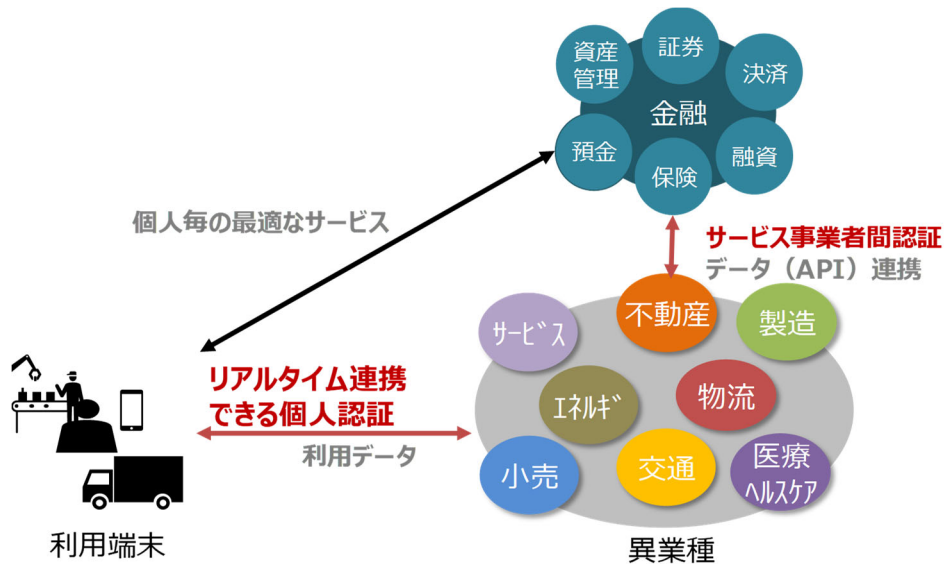 資産
管理
証券
決済
金融
預金
保険
融資
個人毎の最適なサービス
サービス事業者間認証
データ（API）連携
ｻｰﾋﾞｽ
不動産
製造
リアルタイム連携
できる個人認証
利用データ
ｴﾈﾙｷﾞ
物流
小売
交通
医療
ﾍﾙｽｹｱ
利用端末
異業種